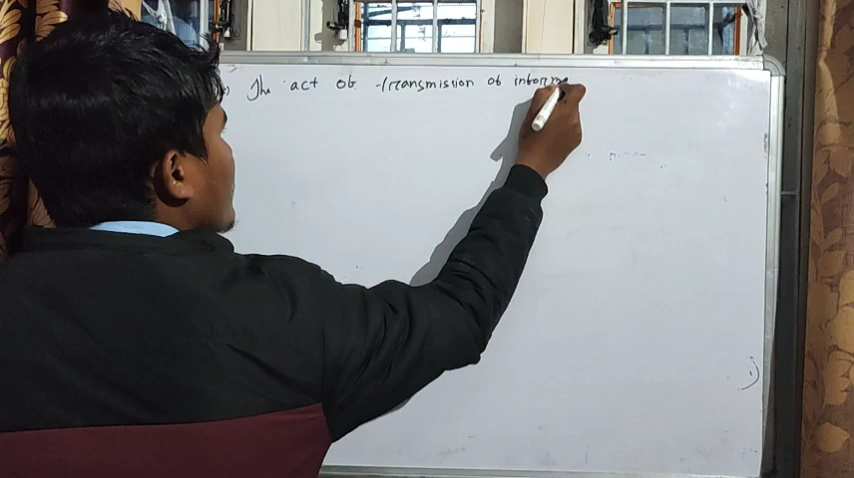 The act of transmission of inform